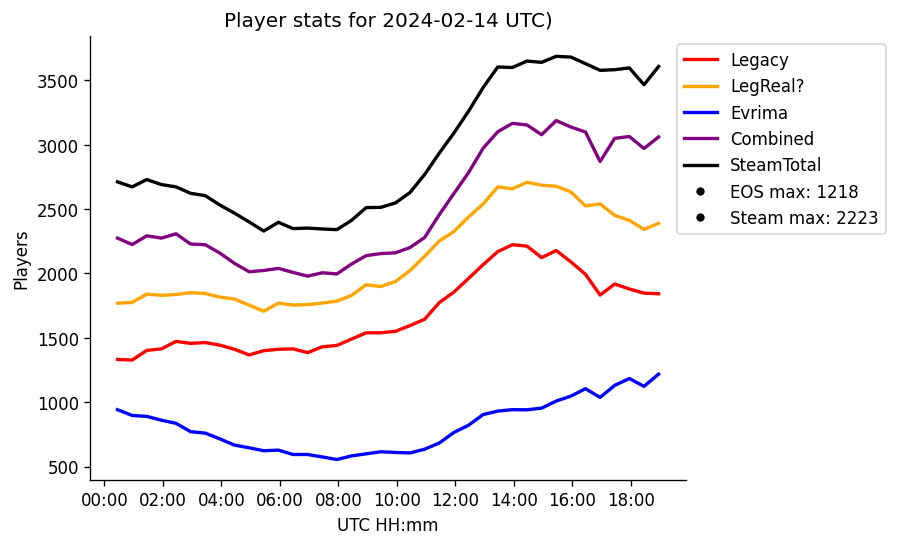 Player stats for 2024-02-14 UTC)
Legacy
LegReal?
Evrima
Combined
SteamTotal
EOS max: 1218
Steam max: 2223
Players
3500
3000
2500
2000
1500
1000
500
00:00 02:00 04:00 06:00 08:00 10:00 12:00 14:00 16:00 18:00
UTC HH:mm